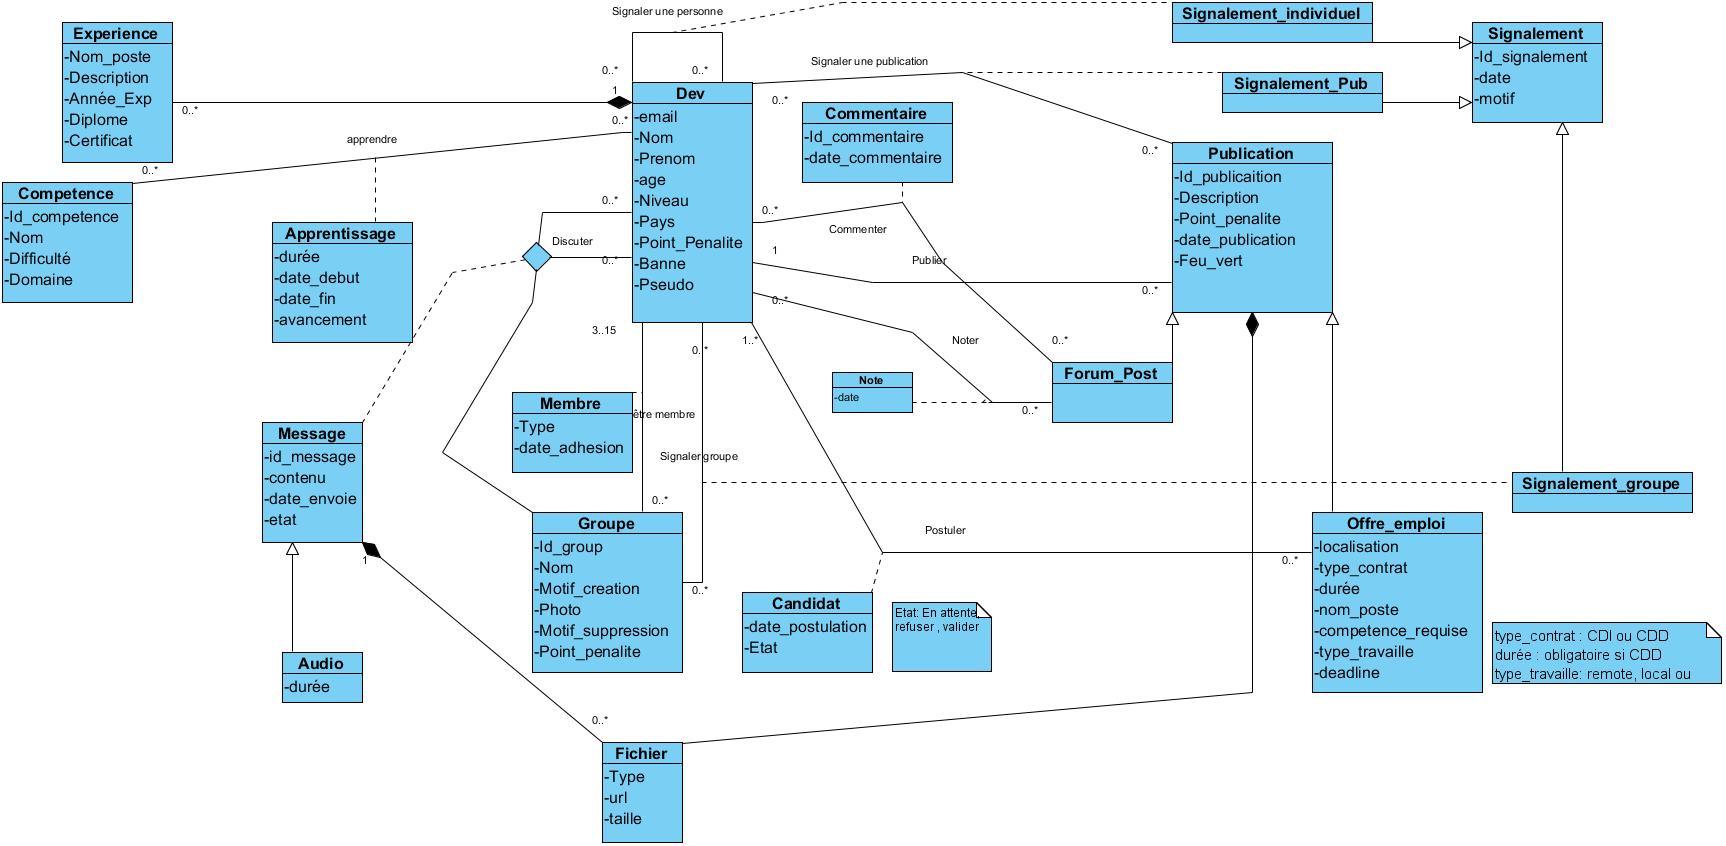 Signaler une personne
Signalement_individuel
Signalement
-Id_signalement
-date
-motif
Experience
-Nom_poste
-Description
-Année_Exp
-Diplome
-Certificat
0..*
0..*
0..*
1
Signaler une publication
Signalement_Pub
0..*
0..*
Dev
-email
-Nom
-Prenom
-age
-Niveau
-Pays
-Point_Penalite
-Banne
-Pseudo
Commentaire
-Id_commentaire
-date_commentaire
Publication
-Id_publicaition
-Description
-Point_penalite
-date_publication
-Feu_vert
0..*
apprendre
0..*
Competence
-Id_competence
-Nom
-Difficulté
-Domaine
Apprentissage
-durée
-date_debut
-date_fin
-avancement
0..*
Discuter
0..*
0..*
Commenter
1
Publier
0..*
0..*
3..15
0..*
1..*
Noter
0..*
Forum_Post
Note
-date
0..*
Membre
-Type
-date_adhesion
être membre
Signaler groupe
Message
-id_message
-contenu
-date_envoie
-etat
1
0..*
Signalement_groupe
Groupe
-Id_group
-Nom
-Motif_creation
-Photo
-Motif_suppression
-Point_penalite
0..*
Postuler
0..*
Offre_emploi
-localisation
-type_contrat
-durée
-nom_poste
-competence_requise
-type_travaille
-deadline
Candidat
-date_postulation
-Etat
Etat: En attente,
refuser , valider
type_contrat : CDI ou CDD
durée : obligatoire si CDD
type_travaille: remote, local ou
Audio
-durée
0..*
Fichier
-Type
-url
-taille